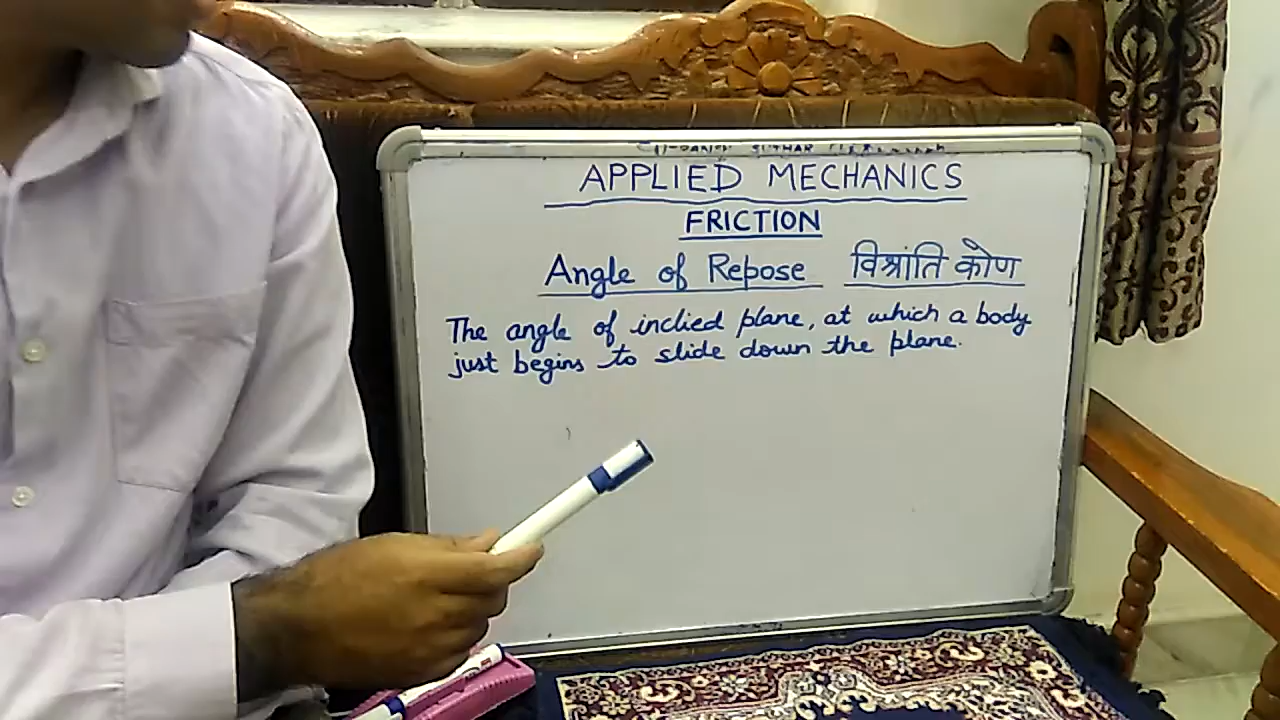 APPLIED MECHANICS
FRICTION
Angle of Repose विश्रांति कोण
The angle of inclied plane, at which a body
just begins to slide down the plane.